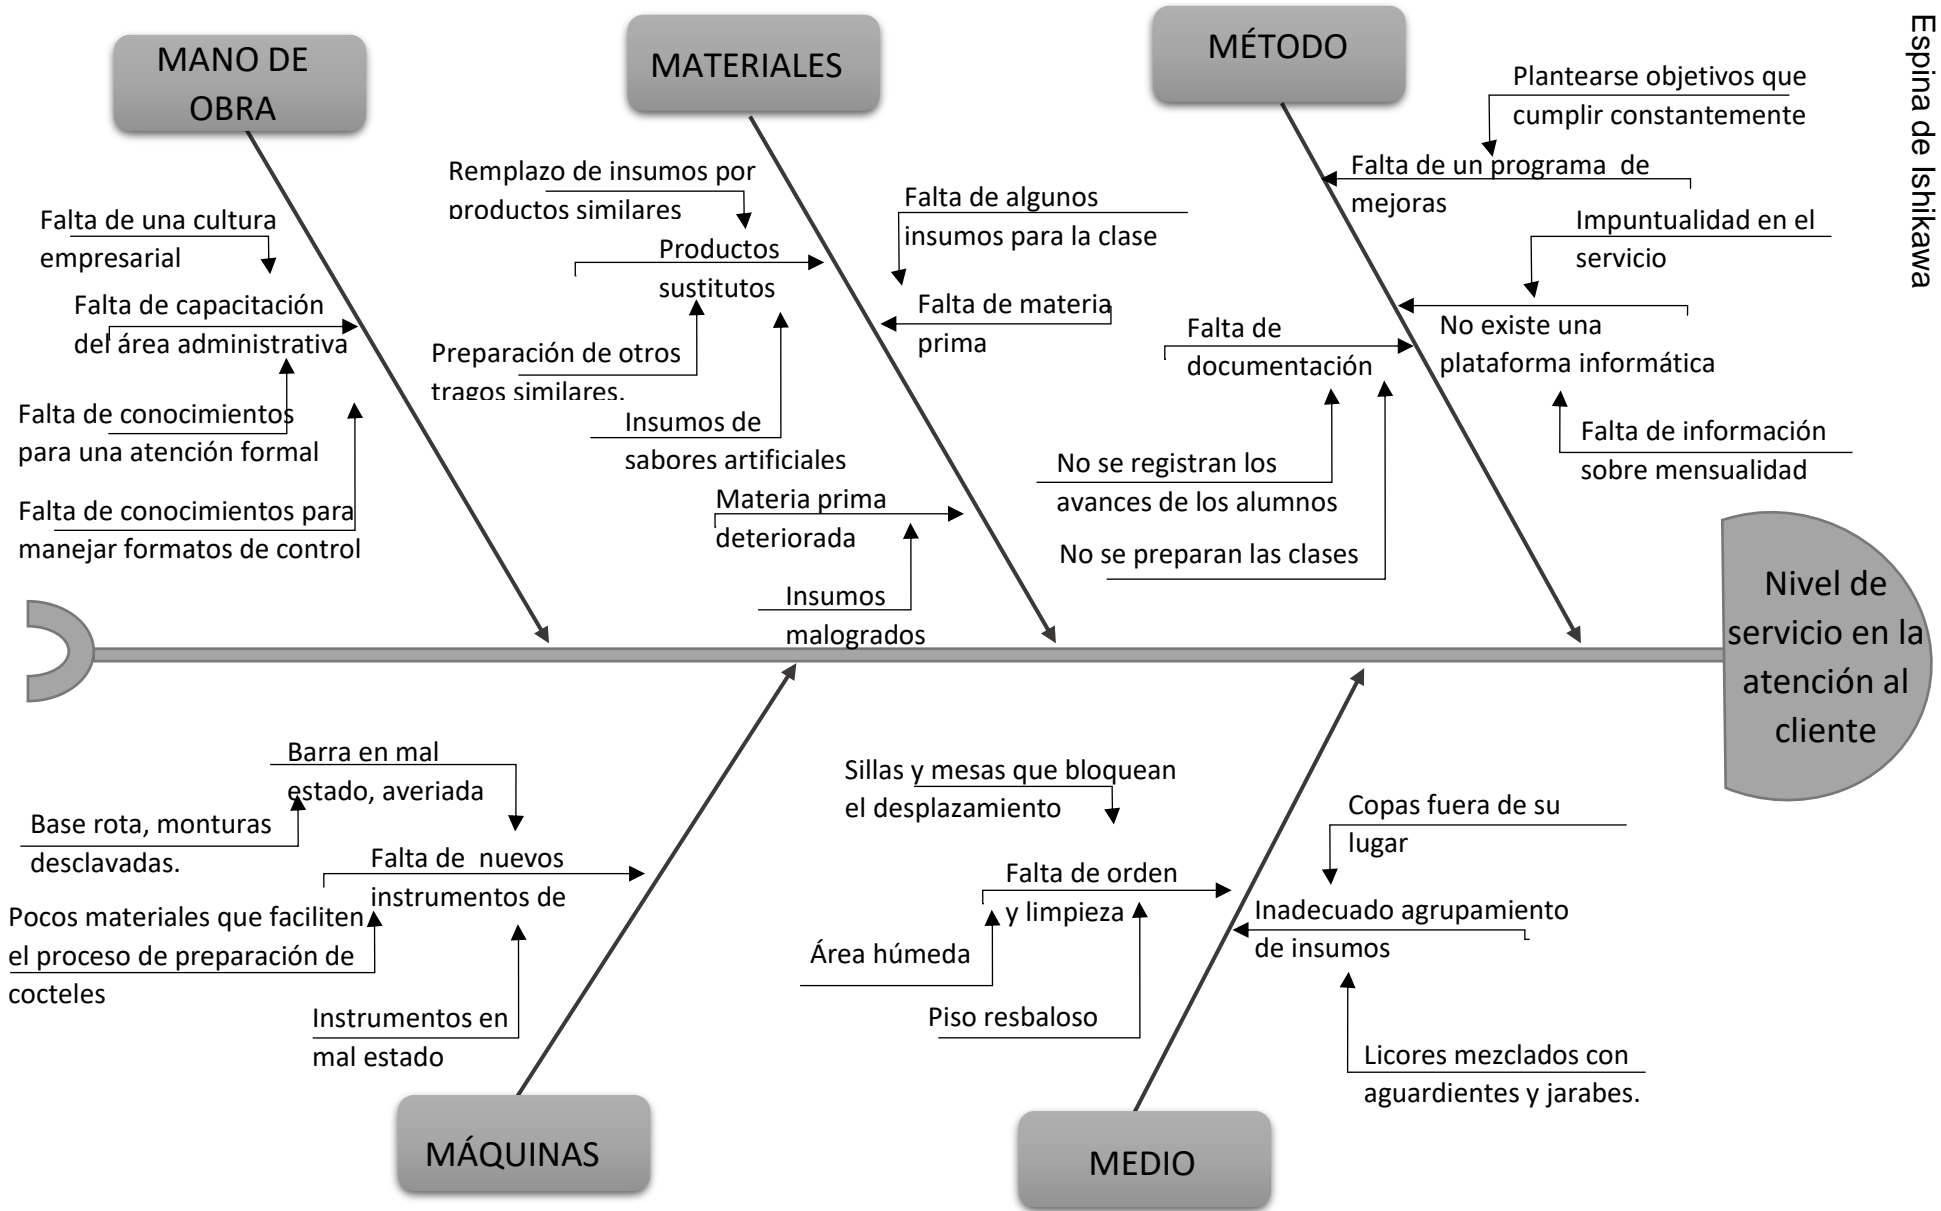 Espina de Ishikawa
MANO DE
OBRA
MATERIALES
MÉTODO
Falta de una cultura
empresarial
Falta de capacitación
del área administrativa
Falta de conocimientos
para una atención formal
Falta de conocimientos para
manejar formatos de control
Remplazo de insumos por
productos similares
Productos
sustitutos
Preparación de otros
tragos similares.
Insumos de
sabores artificiales
Falta de algunos
insumos para la clase
Falta de materia
prima
Materia prima
deteriorada
Insumos
malogrados
Plantearse objetivos que
cumplir constantemente
Falta de un programa de
mejoras
Impuntualidad en el
servicio
No existe una
plataforma informática
Falta de información
sobre mensualidad
Falta de
documentación
No se registran los
avances de los alumnos
No se preparan las clases
Nivel de
servicio en la
atención al
cliente
Barra en mal
estado, averiada
Base rota, monturas
desclavadas.
Falta de nuevos
instrumentos de
Pocos materiales que faciliten
el proceso de preparación de
cocteles
Instrumentos en
mal estado
Sillas y mesas que bloquean
el desplazamiento
Falta de orden
y limpieza
Área húmeda
Piso resbaloso
Copas fuera de su
lugar
Inadecuado agrupamiento
de insumos
Licores mezclados con
aguardientes y jarabes.
MÁQUINAS
MEDIO